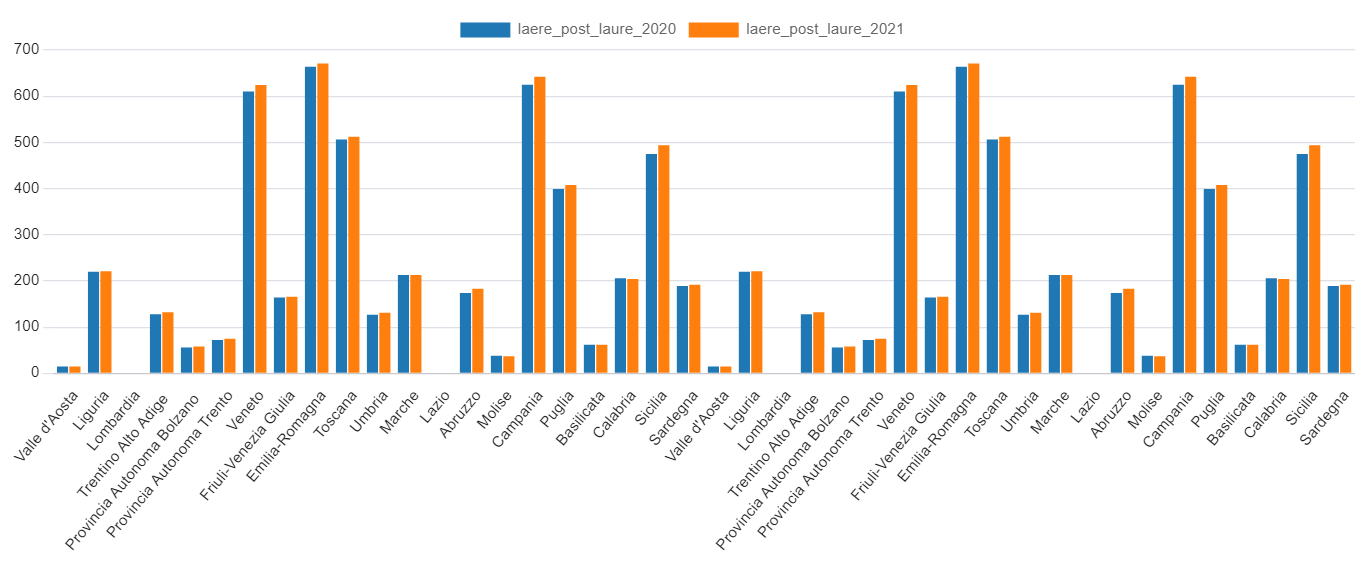 laere_post_laure_2020 laere_post_laure_2021
700
600
500
400
300
200
100
0
Valle d'Aosta
Liguria
Lombardia
Trentino Alto Adige
Provincia Autonoma Bolzano
Provincia Autonoma Trento
Veneto
Friuli-Venezia Giulia
Emilia-Romagna
Toscana
Umbria
Marche
Lazio
Abruzzo
Molise
Campania
Puglia
Basilicata
Calabria
Sicilia
Sardegna
Valle d'Aosta
Liguria
Lombardia
Trentino Alto Adige
Provincia Autonoma Bolzano
Provincia Autonoma Trento
Veneto
Friuli-Venezia Giulia
Emilia-Romagna
Toscana
Umbria
Marche
Lazio
Abruzzo
Molise
Campania
Puglia
Basilicata
Calabria
Sicilia
Sardegna